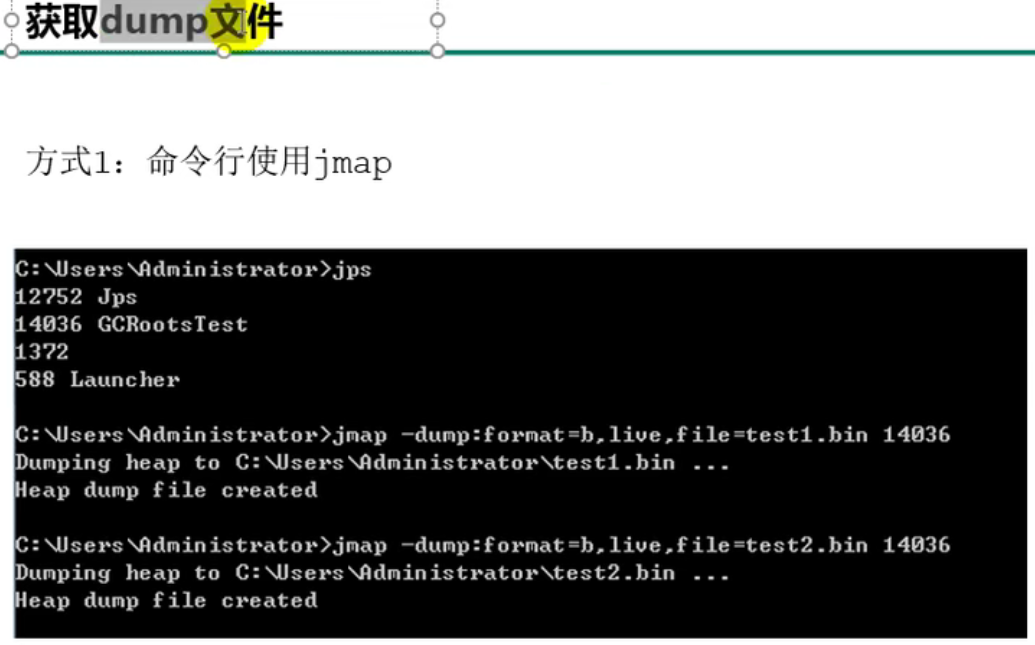 获取dump文件
方式1：命令行使用jmap
C:\Users\Administrator>jps
12752 Jps
14036 GCRootsTest
1372
588 Launcher
C:\Users\Administrator>jmap -dump:format=b,live,file=test1.bin 14036
Dumping heap to C:\Users\Administrator\test1.bin ...
Heap dump file created
C:\Users\Administrator>jmap -dump:format=b,live,file=test2.bin 14036
Dumping heap to C:\Users\Administrator\test2.bin ...
Heap dump file created